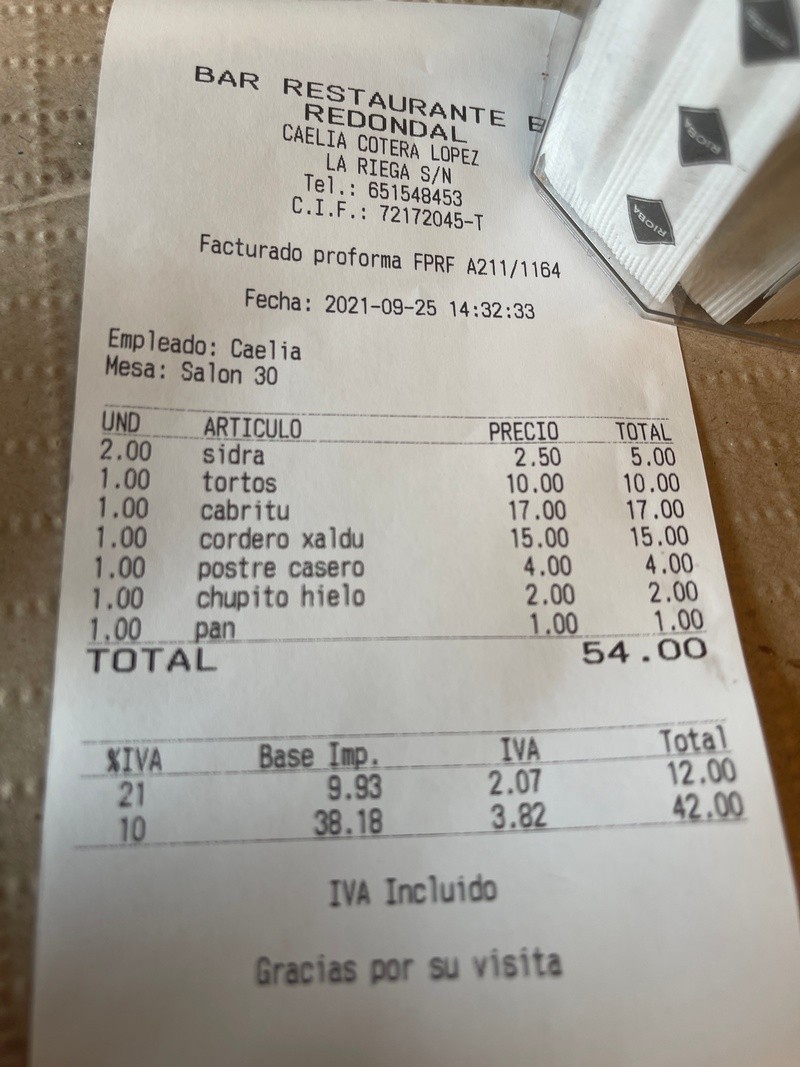 BAR RESTAURANTE
REDONDAL
CAELIA COTERA LOPEZ
LA RIEGA S/N
Tel.: 651548453
C.I.F.: 72172045-T
Facturado proforma FPRF A211/1164
Fecha: 2021-09-25 14:32:33
Empleado: Caelia
Mesa: Salon 30
UND ARTICULO PRECIO TOTAL
2.00 sidra 2.50 5.00
1.00 tortos 10.00 10.00
1.00 cabritu 17.00 17.00
1.00 cordero xaldu 15.00 15.00
1.00 postre casero 4.00 4.00
1.00 chupito hielo 2.00 2.00
1.00 pan 1.00 1.00
TOTAL 54.00
%IVA Base Imp. IVA Total
21 9.93 2.07 12.00
10 38.18 3.82 42.00
IVA Incluido
Gracias por su visita
RIOBA
RIOBA